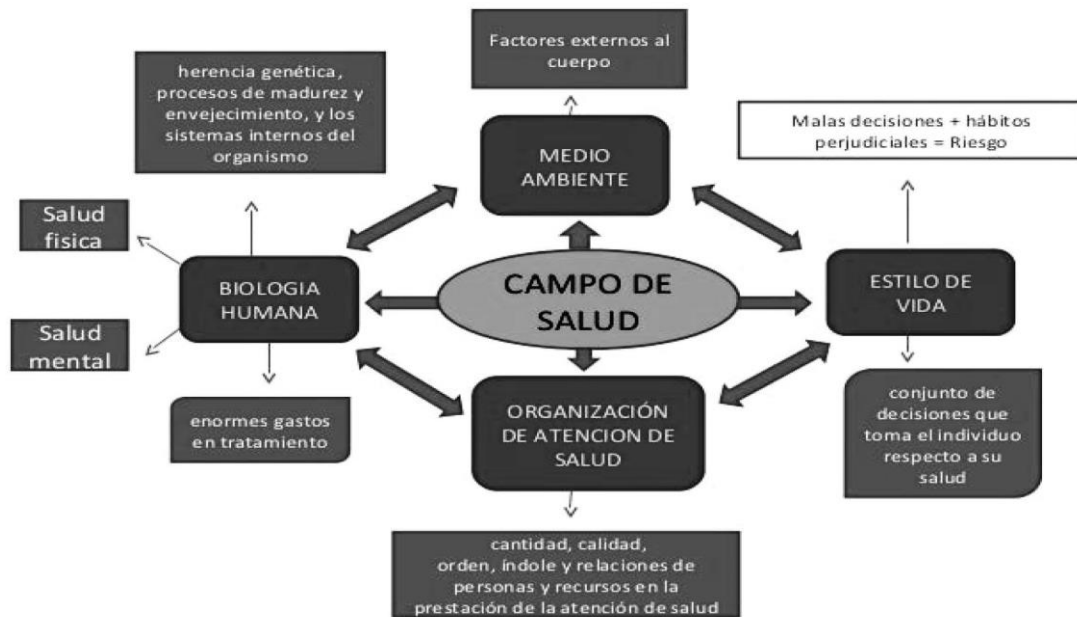 Factores externos al
cuerpo
herencia genética,
procesos de madurez y
envejecimiento, y los
sistemas internos del
organismo
Malas decisiones + hábitos
perjudiciales = Riesgo
MEDIO
AMBIENTE
Salud
fisica
BIOLOGIA
HUMANA
CAMPO DE
SALUD
ESTILO DE
VIDA
Salud
mental
enormes gastos
en tratamiento
ORGANIZACIÓN
DE ATENCION DE
SALUD
conjunto de
decisiones que
toma el individuo
respecto a su
salud
cantidad, calidad,
orden, índole y relaciones de
personas y recursos en la
prestación de la atención de salud